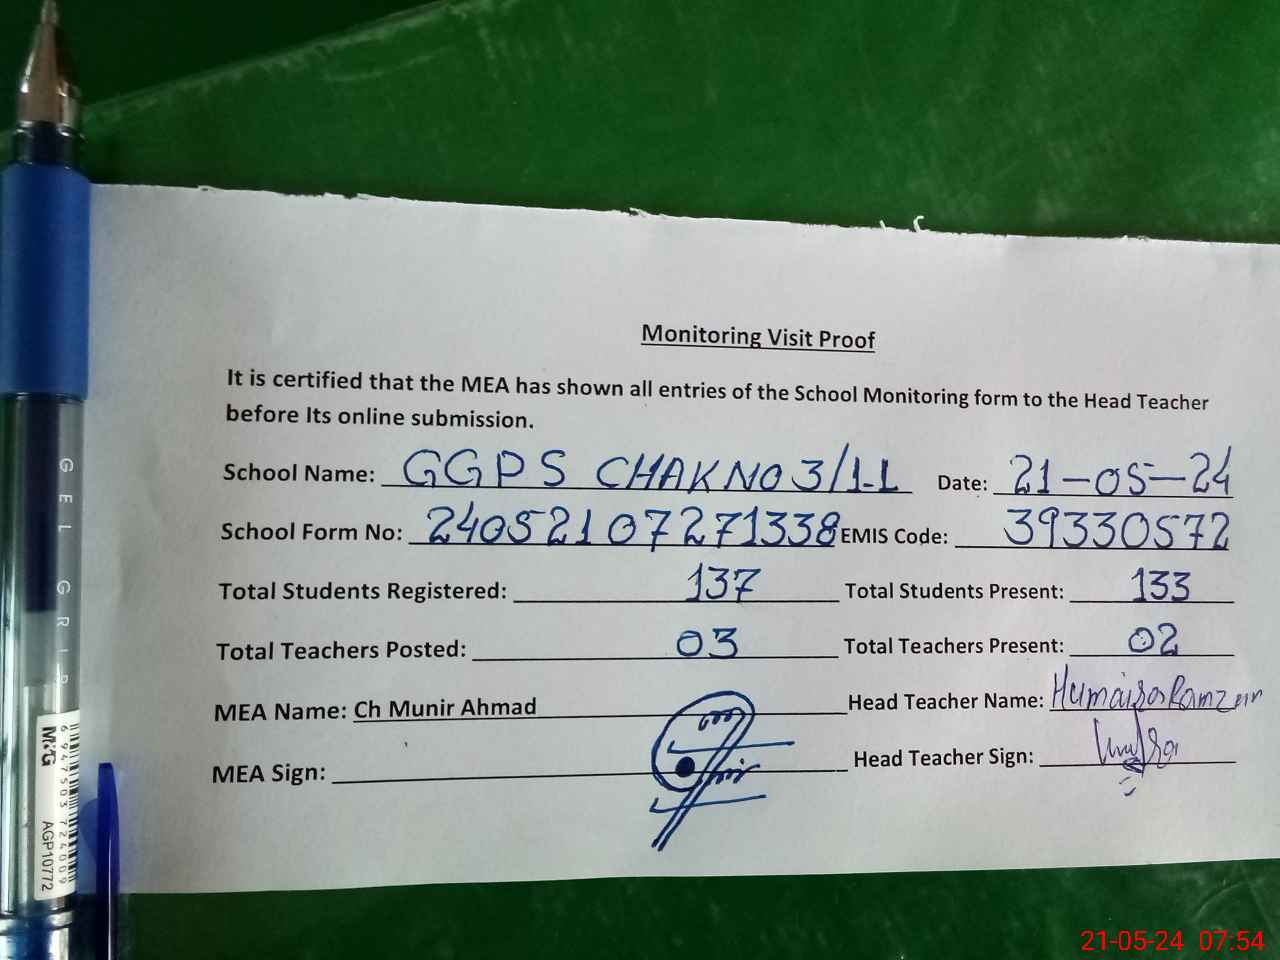 Monitoring Visit Proof
It is certified that the MEA has shown all entries of the School Monitoring form to the Head Teacher
before Its online submission.
School Name: GGPS CHAK NO 3/1-L Date: 21-05-24
School Form No: 24052107271338 EMIS Code: 39330572
Total Students Registered: 137 Total Students Present: 133
Total Teachers Posted: 03 Total Teachers Present: 02
MEA Name: Ch Munir Ahmad Head Teacher Name: Humaira Ramzan
MEA Sign: Head Teacher Sign:
GEL GRIP
M&G
6947503724009
AGP10772
21-05-24 07:54